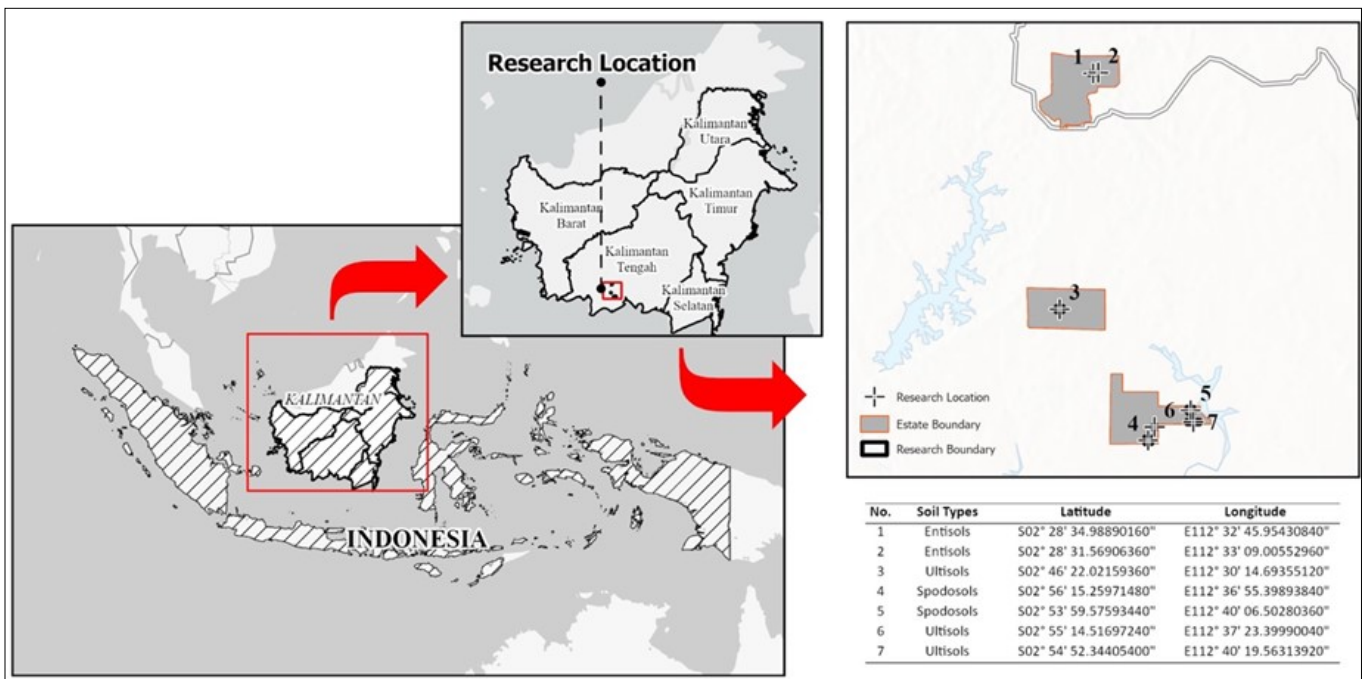 Research Location
Kalimantan
Utara
Kalimantan
Barat
Kalimantan
Timur
Kalimantan
Tengah
Kalimantan
Selatan
KALIMANTAN
INDONESIA
1 2
3
5
6
4 7
Research Location
Estate Boundary
Research Boundary
No. Soil Types Latitude Longitude
1 Entisols S02° 28' 34.98890160" E112° 32' 45.95430840"
2 Entisols S02° 28' 31.56906360" E112° 33' 09.00552960"
3 Ultisols S02° 46' 22.02159360" E112° 30' 14.69355120"
4 Spodosols S02° 56' 15.25971480" E112° 36' 55.39893840"
5 Spodosols S02° 53' 59.57593440" E112° 40' 06.50280360"
6 Ultisols S02° 55' 14.51697240" E112° 37' 23.39990040"
7 Ultisols S02° 54' 52.34405400" E112° 40' 19.56313920"